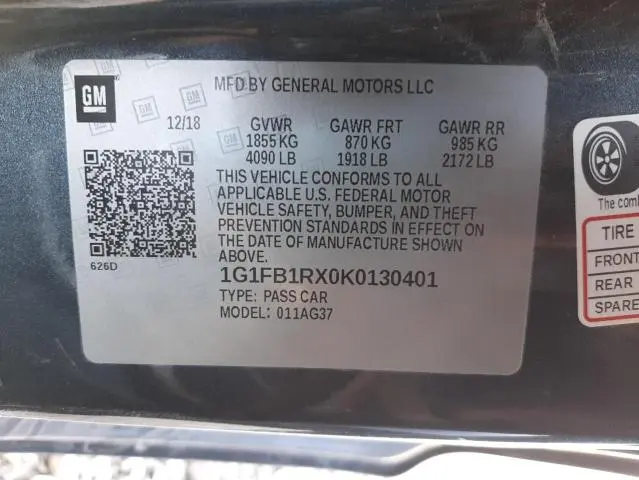 GM
MFD BY GENERAL MOTORS LLC
12/18 GVWR GAWR FRT GAWR RR
1855 KG 870 KG 985 KG
4090 LB 1918 LB 2172 LB
THIS VEHICLE CONFORMS TO ALL
APPLICABLE U.S. FEDERAL MOTOR
VEHICLE SAFETY, BUMPER, AND THEFT
PREVENTION STANDARDS IN EFFECT ON
THE DATE OF MANUFACTURE SHOWN
ABOVE.
626D
1G1FB1RX0K0130401
TYPE: PASS CAR
MODEL: 011AG37
The comb
TIRE
FRONT
REAR
SPARE